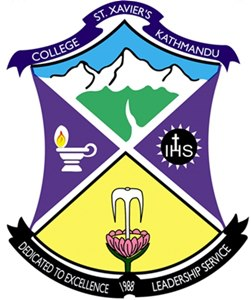 COLLEGE ST. XAVIER'S KATHMANDU
IHS
DEDICATED TO EXCELLENCE 1988 LEADERSHIP SERVICE